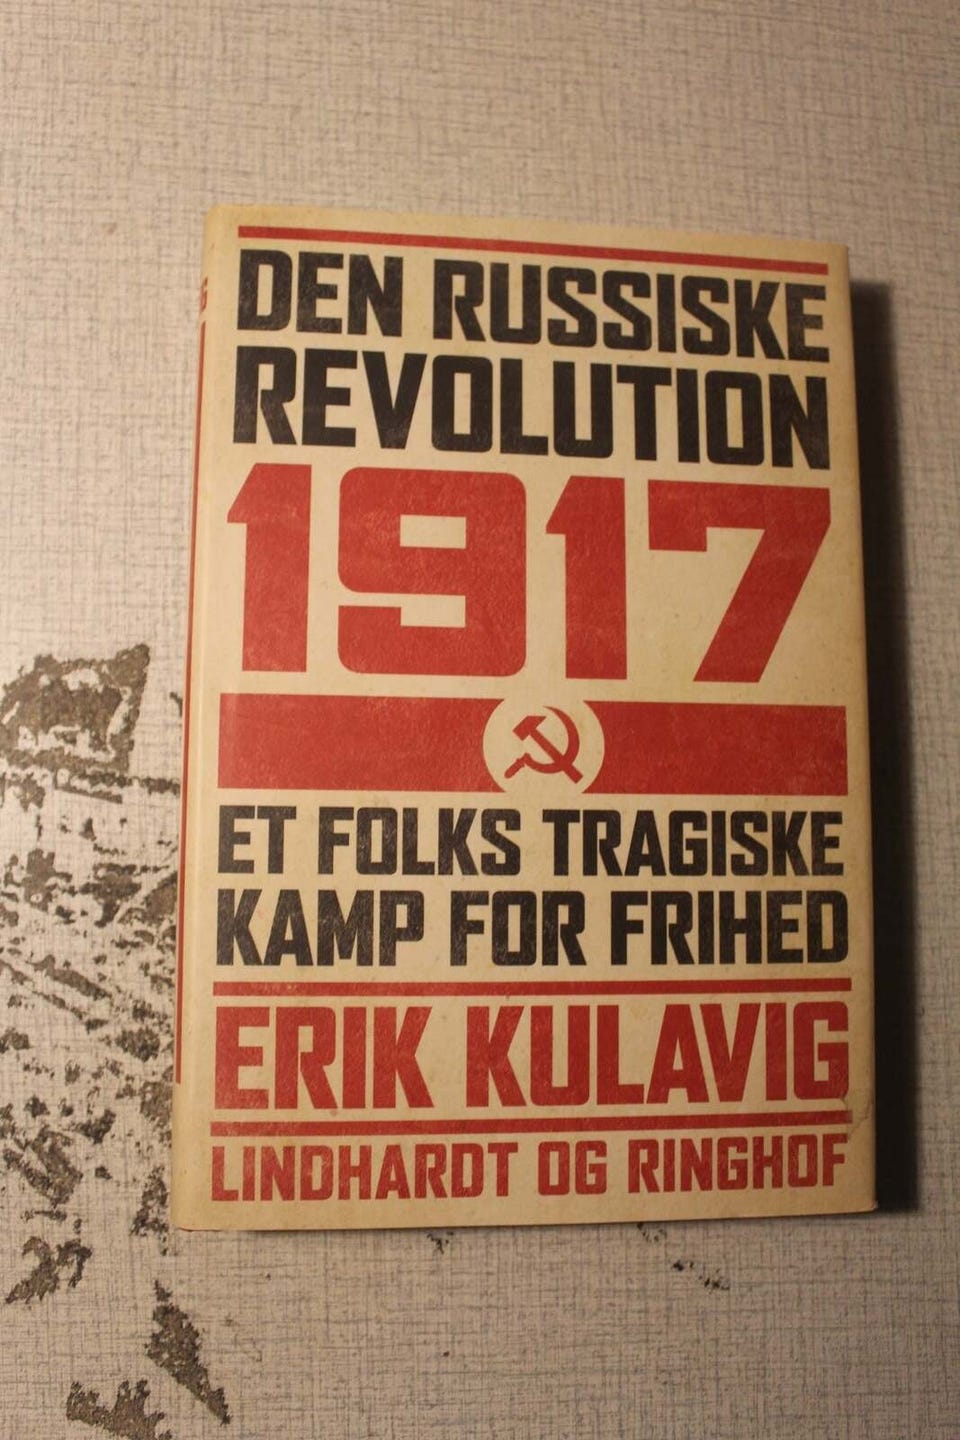 DEN RUSSISKE
REVOLUTION
1917
ET FOLKS TRAGISKE
KAMP FOR FRIHED
ERIK KULAVIG
LINDHARDT OG RINGHOF